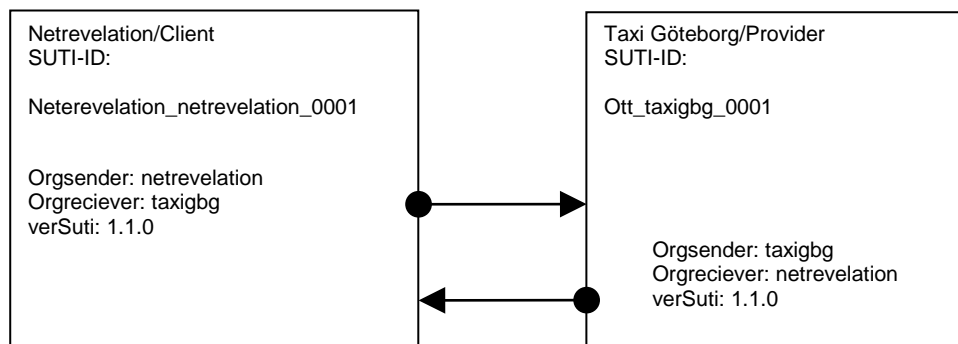 Netrevelation/Client
SUTI-ID:
Neterevelation_netrevelation_0001
Orgsender: netrevelation
Orgreciever: taxigbg
verSuti: 1.1.0
Taxi Göteborg/Provider
SUTI-ID:
Ott_taxigbg_0001
Orgsender: taxigbg
Orgreciever: netrevelation
verSuti: 1.1.0